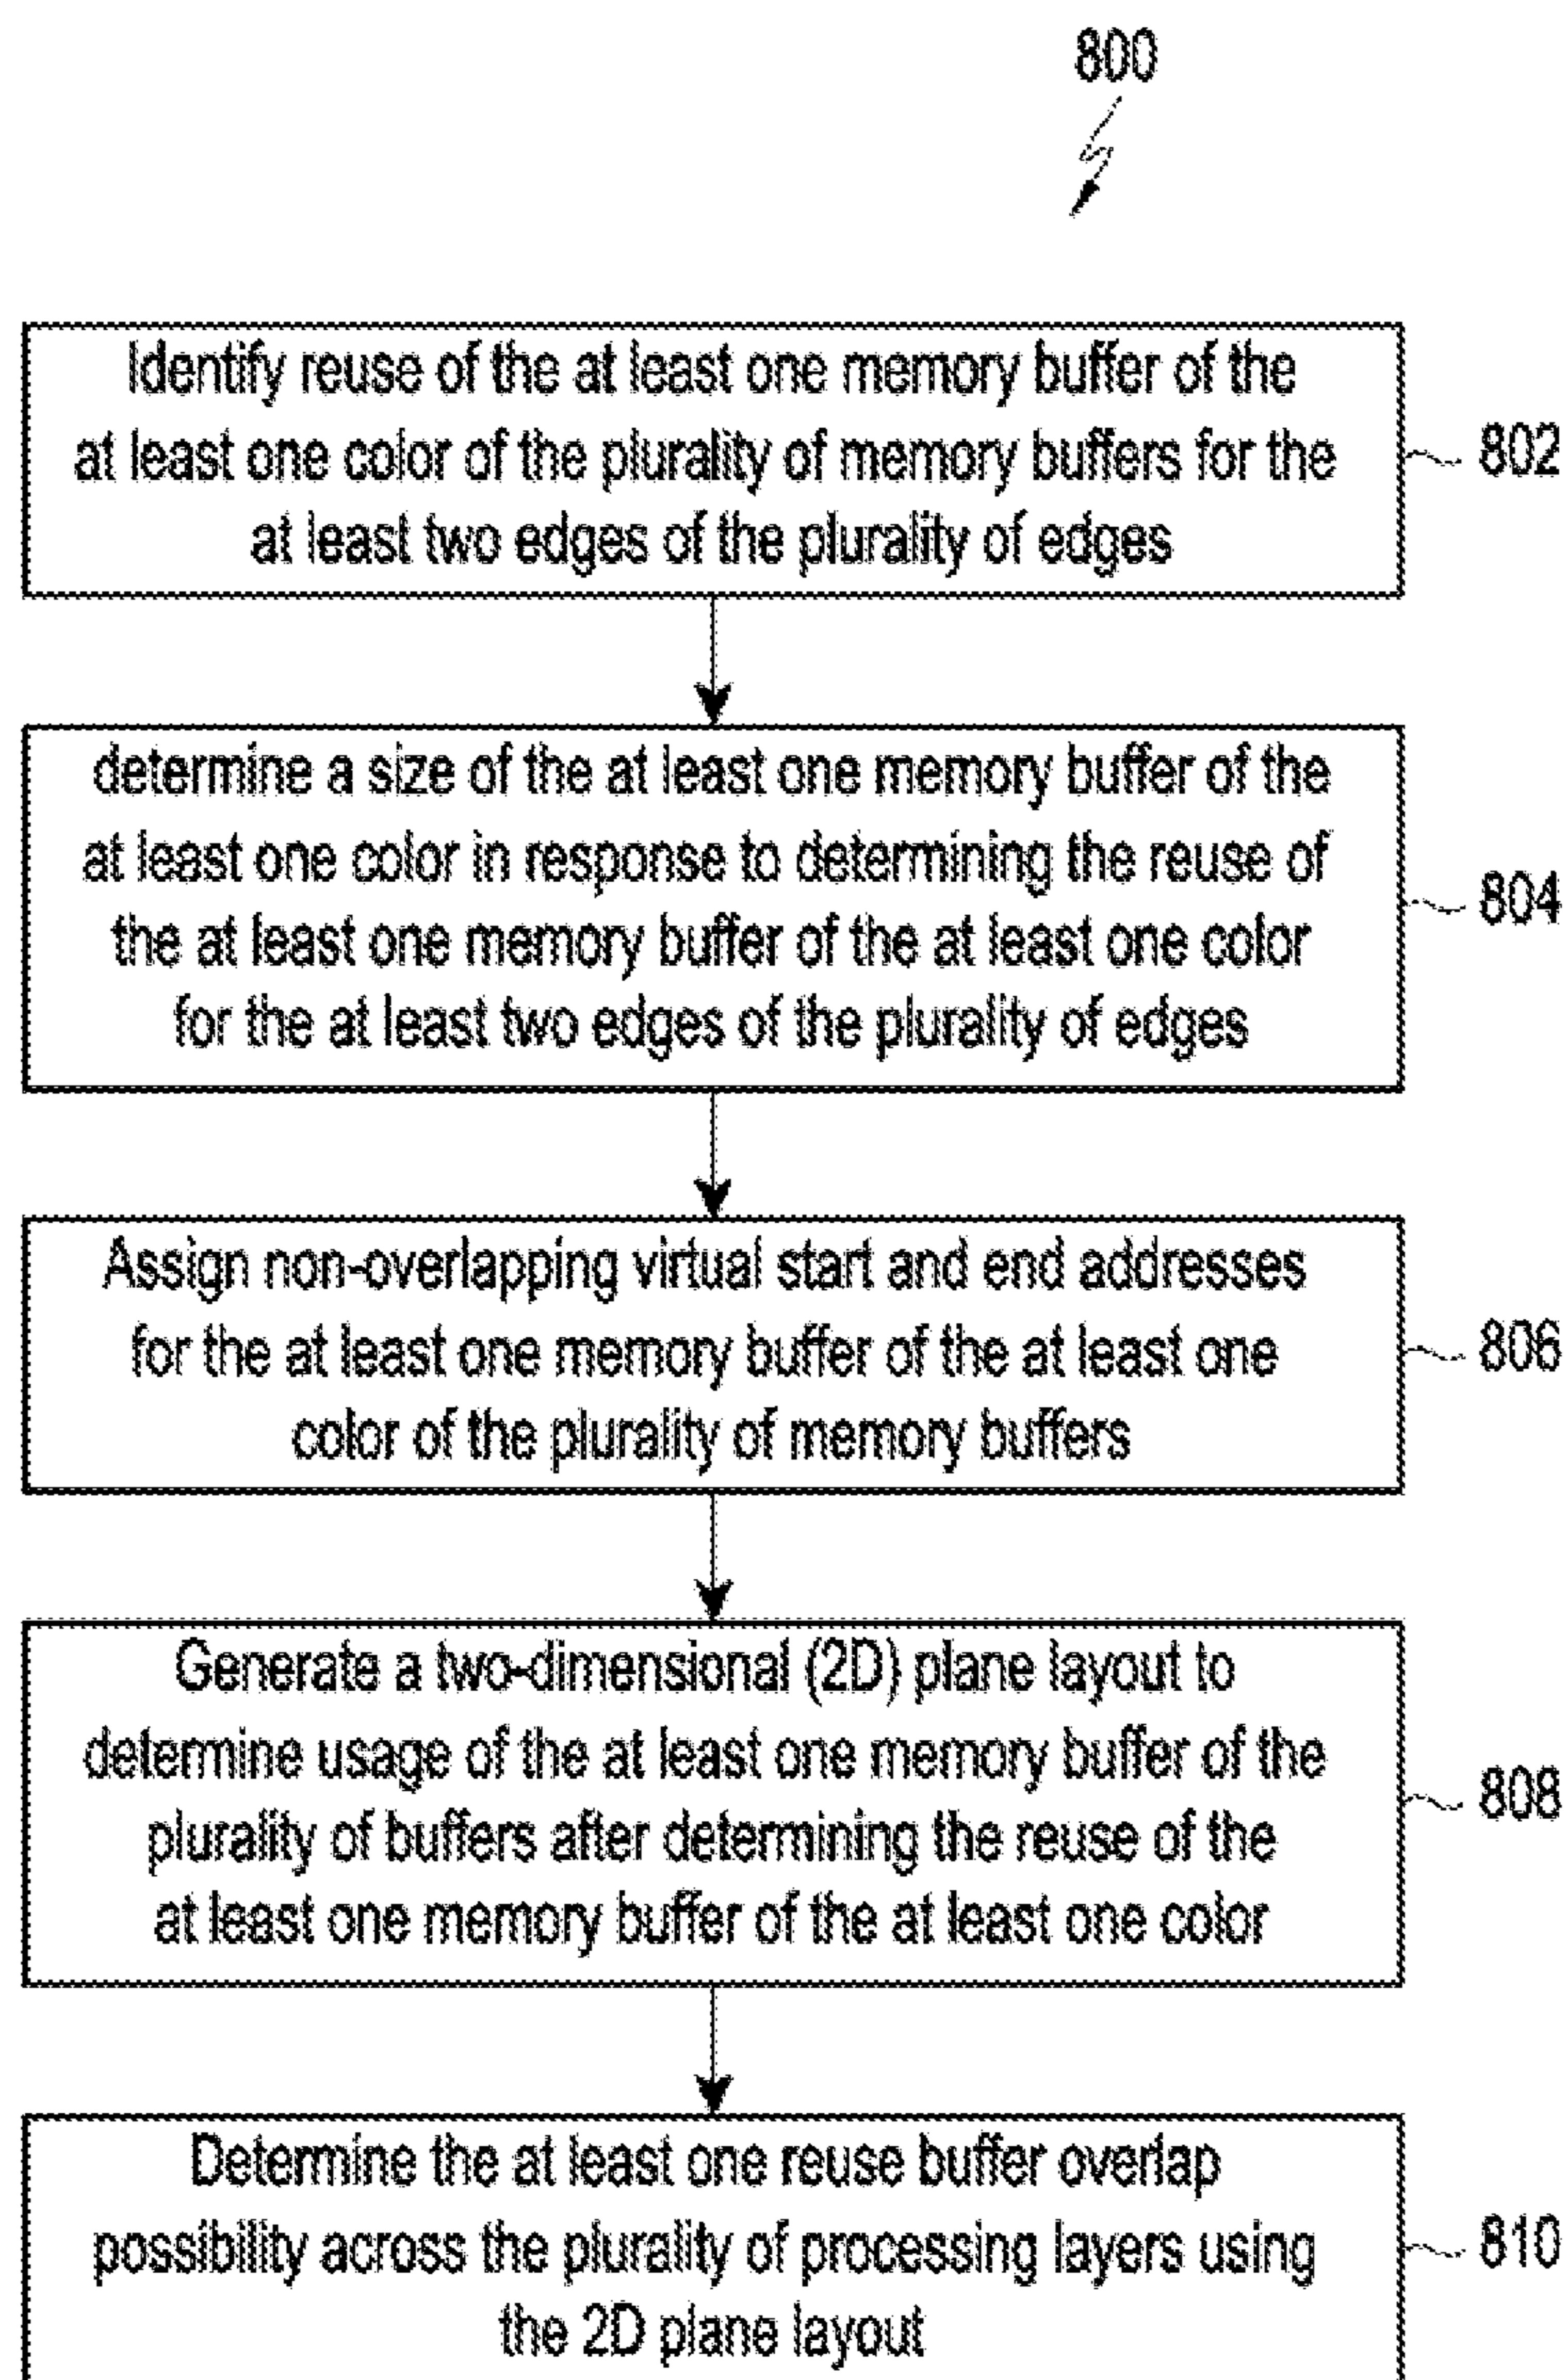 800
Identify reuse of the at least one memory buffer of the
at least one color of the plurality of memory buffers for the
at least two edges of the plurality of edges
802
determine a size of the at least one memory buffer of the
at least one color in response to determining the reuse of
the at least one memory buffer of the at least one color
for the at least two edges of the plurality of edges
804
Assign non-overlapping virtual start and end addresses
for the at least one memory buffer of the at least one
color of the plurality of memory buffers
806
Generate a two-dimensional (2D) plane layout to
determine usage of the at least one memory buffer of the
plurality of buffers after determining the reuse of the
at least one memory buffer of the at least one color
808
Determine the at least one reuse buffer overlap
possibility across the plurality of processing layers using
the 2D plane layout
810